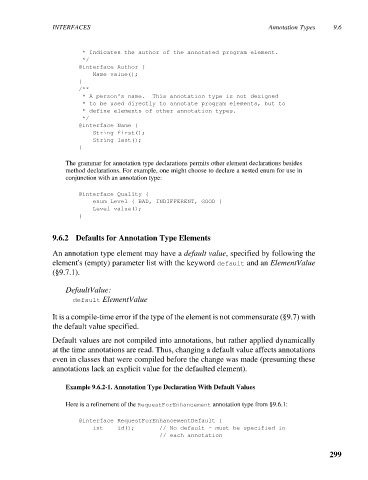 INTERFACES Annotation Types 9.6
* Indicates the author of the annotated program element.
*/
@interface Author {
Name value();
}
/**
* A person's name. This annotation type is not designed
* to be used directly to annotate program elements, but to
* define elements of other annotation types.
*/
@interface Name {
String first();
String last();
}
The grammar for annotation type declarations permits other element declarations besides
method declarations. For example, one might choose to declare a nested enum for use in
conjunction with an annotation type:
@interface Quality {
enum Level { BAD, INDIFFERENT, GOOD }
Level value();
}
9.6.2 Defaults for Annotation Type Elements
An annotation type element may have a default value, specified by following the
element's (empty) parameter list with the keyword default and an ElementValue
(§9.7.1).
DefaultValue:
default ElementValue
It is a compile-time error if the type of the element is not commensurate (§9.7) with
the default value specified.
Default values are not compiled into annotations, but rather applied dynamically
at the time annotations are read. Thus, changing a default value affects annotations
even in classes that were compiled before the change was made (presuming these
annotations lack an explicit value for the defaulted element).
Example 9.6.2-1. Annotation Type Declaration With Default Values
Here is a refinement of the RequestForEnhancement annotation type from §9.6.1:
@interface RequestForEnhancementDefault {
int id(); // No default - must be specified in
// each annotation
299